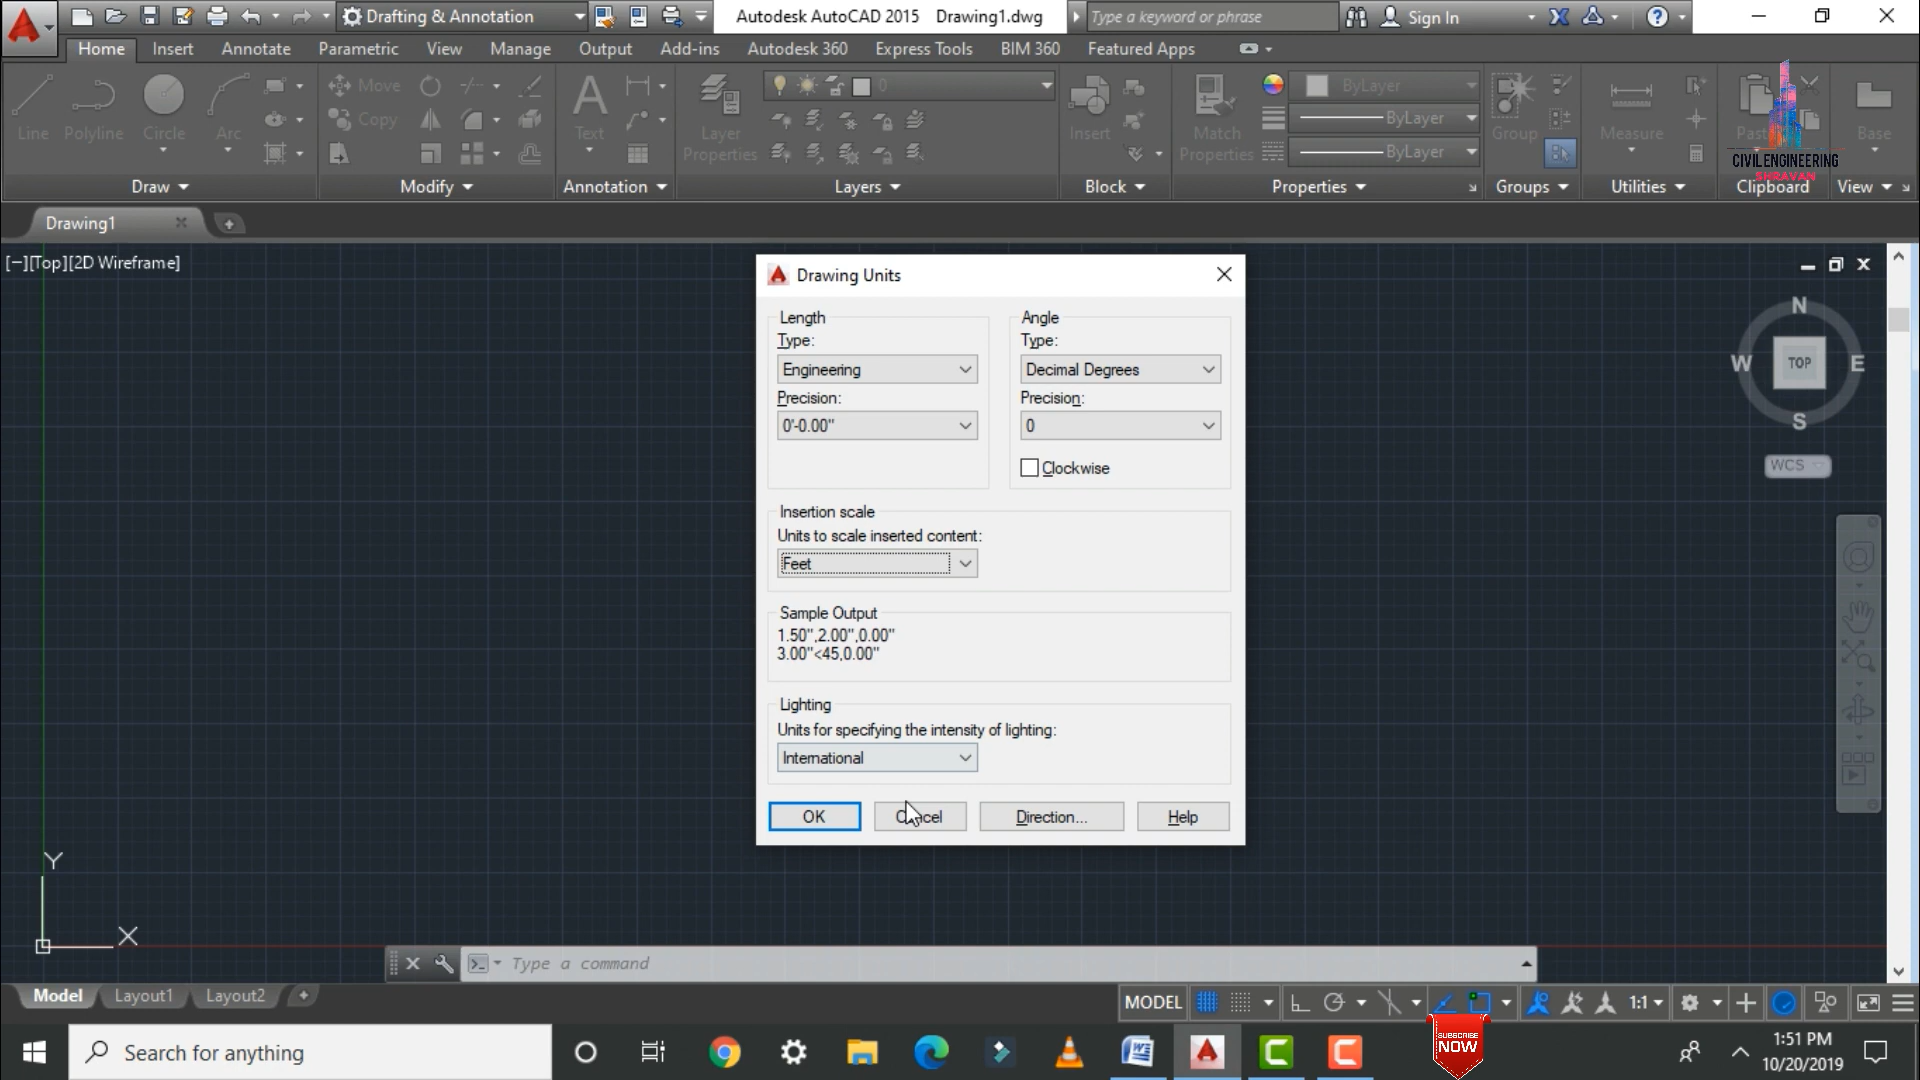 Drafting & Annotation
Autodesk AutoCAD 2015 Drawing1.dwg
Type a keyword or phrase
Sign In
Home Insert Annotate Parametric View Manage Output Add-ins Autodesk 360 Express Tools BIM 360 Featured Apps
Line Polyline Circle Arc
Move
Copy
Text
Layer Properties
0
Insert
Match Properties
ByLayer
ByLayer
ByLayer
Group
Measure
Base
CIVILENGINEERING
SHRAVAN
Draw Modify Annotation Layers Block Properties Groups Utilities Clipboard View
Drawing1
[−][Top][2D Wireframe]
N
W TOP E
S
WCS
Drawing Units
Length
Type:
Engineering
Precision:
0'-0.00"
Angle
Type:
Decimal Degrees
Precision:
0
Clockwise
Insertion scale
Units to scale inserted content:
Feet
Sample Output
1.50",2.00",0.00"
3.00"<45,0.00"
Lighting
Units for specifying the intensity of lighting:
International
OK Cancel Direction... Help
Y
X
Type a command
Model Layout1 Layout2
MODEL
1:1
Search for anything
SUBSCRIBE
NOW
1:51 PM
10/20/2019